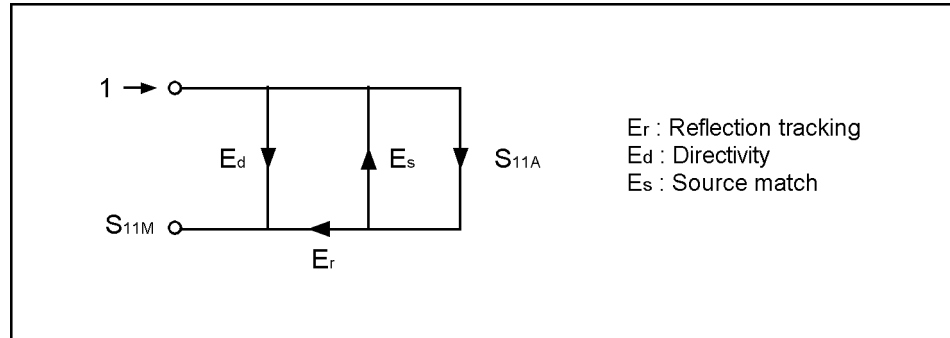 1
Er : Reflection tracking
Ed Es S11A
Ed : Directivity
Es : Source match
S11M
Er